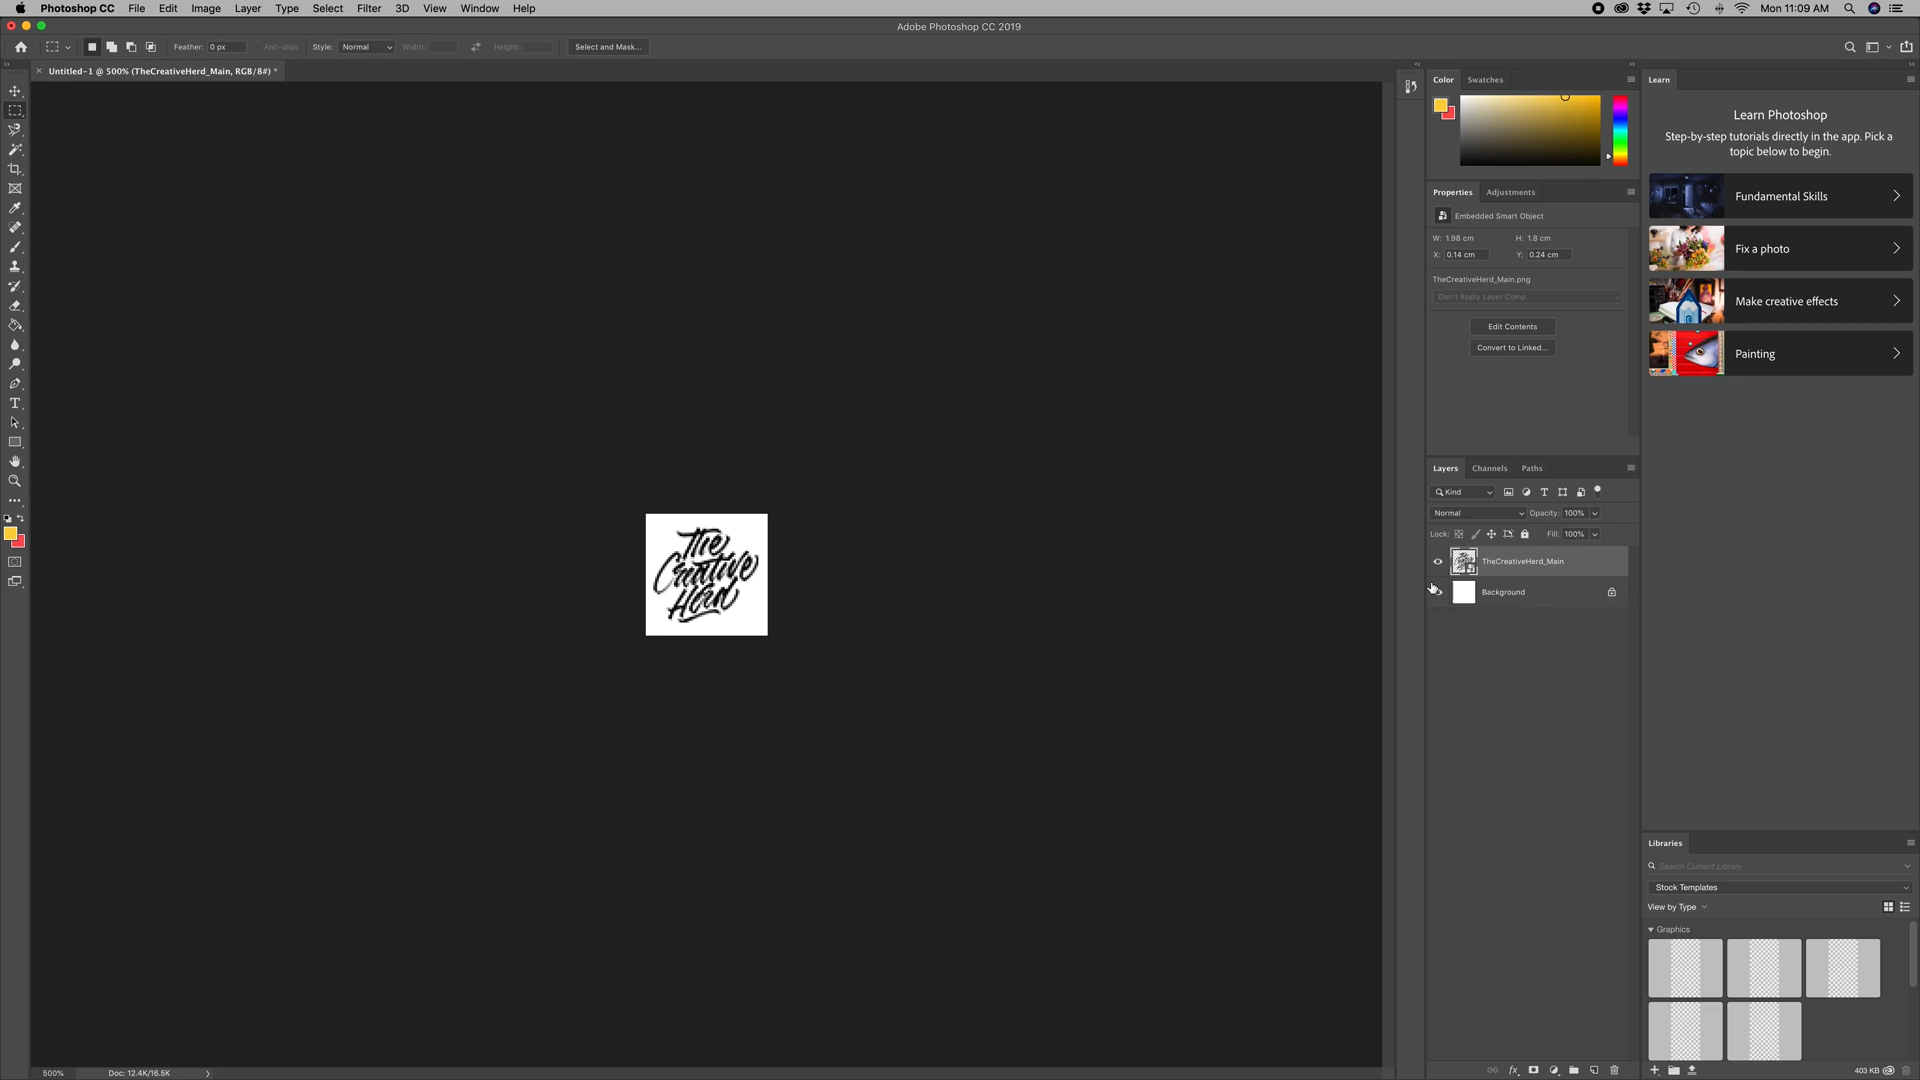 Photoshop CC File Edit Image Layer Type Select Filter 3D View Window Help Mon 11:09 AM
Adobe Photoshop CC 2019
Feather: 0 px Anti-alias Style: Normal Width: Height: Select and Mask...
× Untitled-1 @ 500% (TheCreativeHerd_Main, RGB/8#) *
The
Creative
Herd
500% Doc: 12.4K/16.5K
Color Swatches
Properties Adjustments
Embedded Smart Object
W: 1.98 cm H: 1.8 cm
X: 0.14 cm Y: 0.24 cm
TheCreativeHerd_Main.png
Don't Apply Layer Comp
Edit Contents
Convert to Linked...
Layers Channels Paths
Kind
Normal Opacity: 100%
Lock: Fill: 100%
TheCreativeHerd_Main
Background
fx
Learn
Learn Photoshop
Step-by-step tutorials directly in the app. Pick a
topic below to begin.
Fundamental Skills
Fix a photo
Make creative effects
Painting
Libraries
Search Current Library
Stock Templates
View by Type
Graphics
403 KB